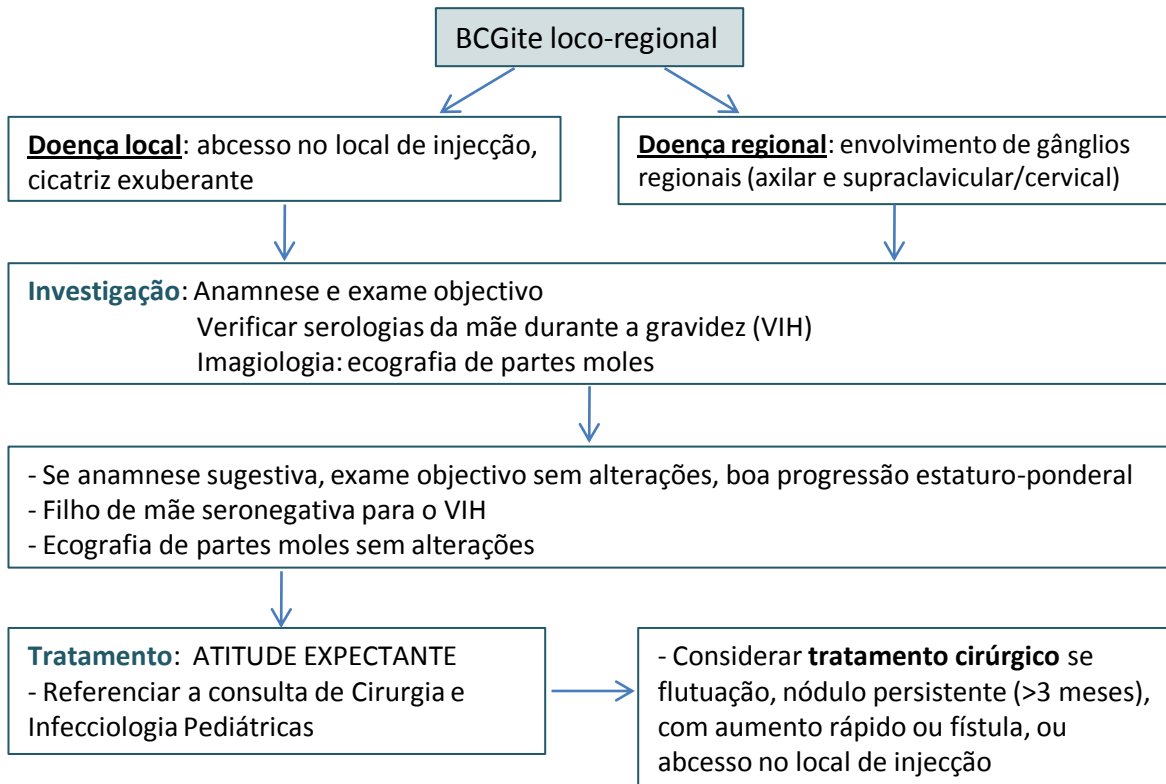 BCGite loco-regional
Doença local: abcesso no local de injecção,
cicatriz exuberante
Doença regional: envolvimento de gânglios
regionais (axilar e supraclavicular/cervical)
Investigação: Anamnese e exame objectivo
Verificar serologias da mãe durante a gravidez (VIH)
Imagiologia: ecografia de partes moles
- Se anamnese sugestiva, exame objectivo sem alterações, boa progressão estaturo-ponderal
- Filho de mãe seronegativa para o VIH
- Ecografia de partes moles sem alterações
Tratamento: ATITUDE EXPECTANTE
- Referenciar a consulta de Cirurgia e
Infecciologia Pediátricas
- Considerar tratamento cirúrgico se
flutuação, nódulo persistente (>3 meses),
com aumento rápido ou fístula, ou
abcesso no local de injecção